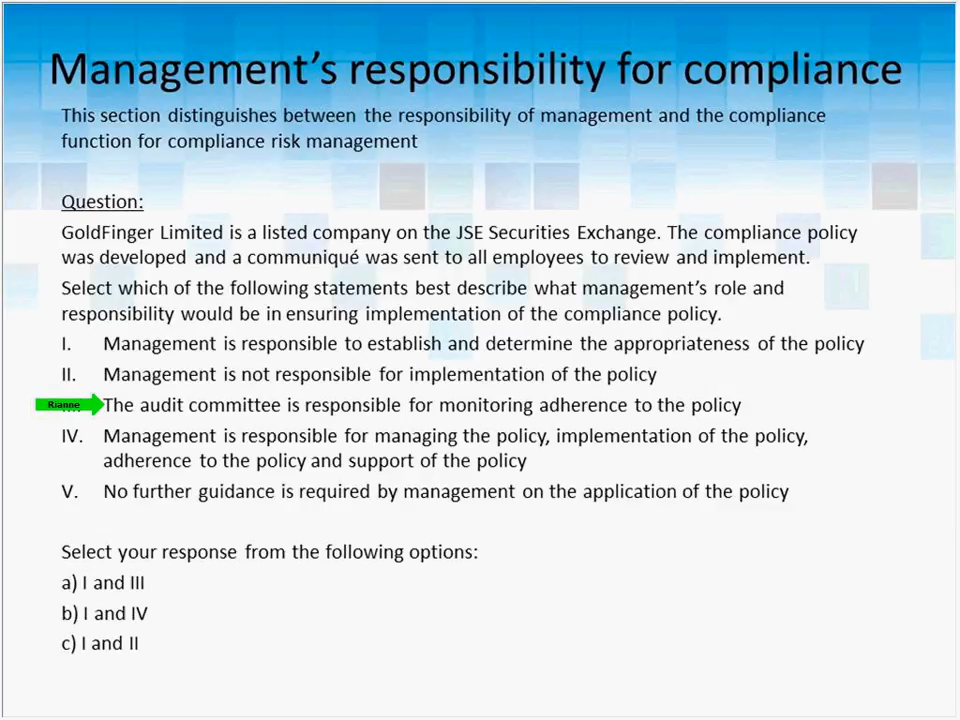 Management's responsibility for compliance
This section distinguishes between the responsibility of management and the compliance
function for compliance risk management
Question:
GoldFinger Limited is a listed company on the JSE Securities Exchange. The compliance policy
was developed and a communiqué was sent to all employees to review and implement.
Select which of the following statements best describe what management's role and
responsibility would be in ensuring implementation of the compliance policy.
I. Management is responsible to establish and determine the appropriateness of the policy
II. Management is not responsible for implementation of the policy
Rianne The audit committee is responsible for monitoring adherence to the policy
IV. Management is responsible for managing the policy, implementation of the policy,
adherence to the policy and support of the policy
V. No further guidance is required by management on the application of the policy
Select your response from the following options:
a) I and III
b) I and IV
c) I and II